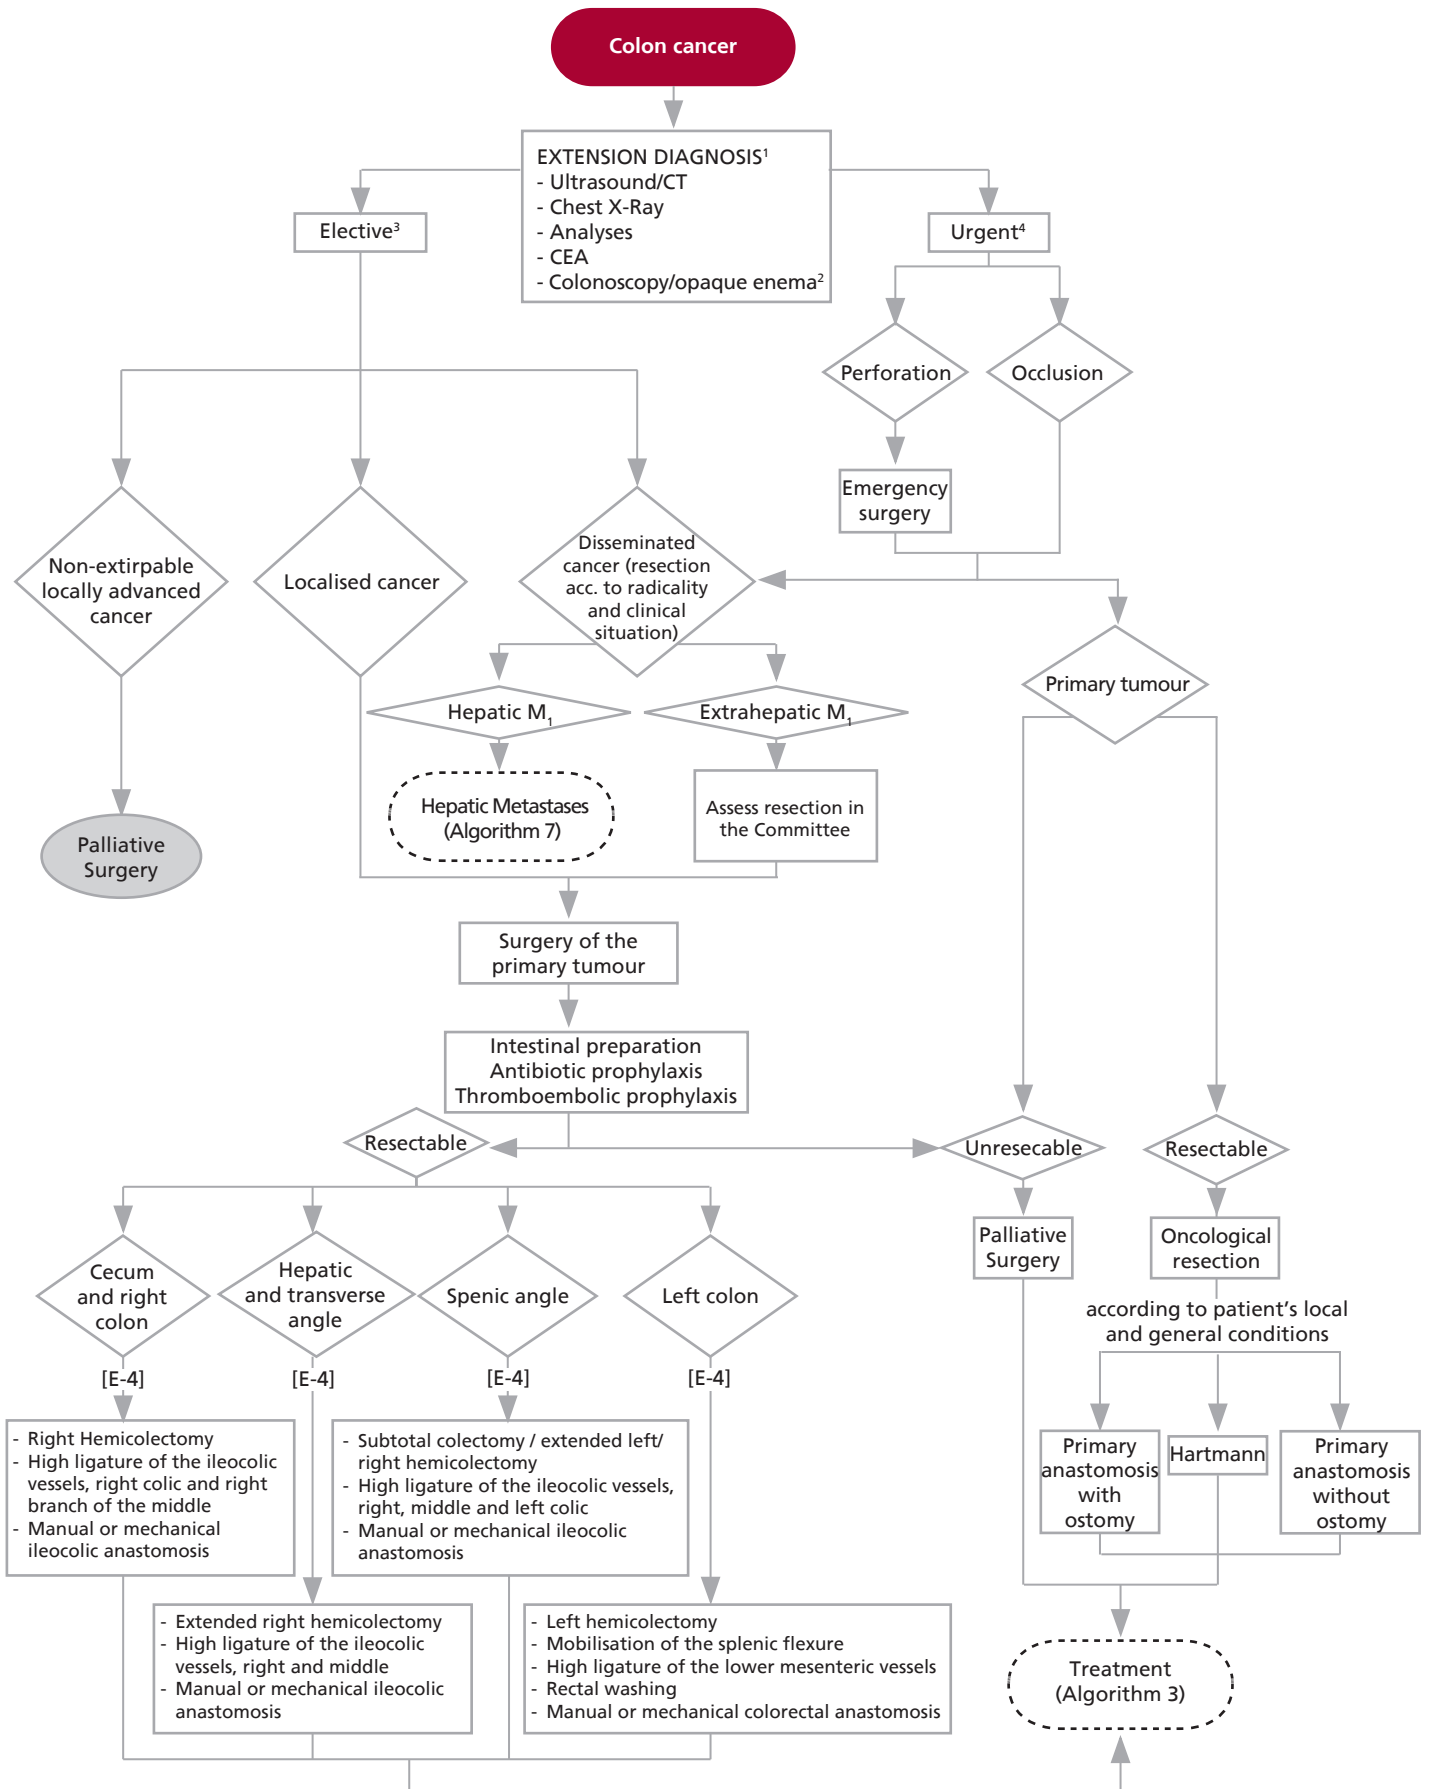 Colon cancer
EXTENSION DIAGNOSIS¹
- Ultrasound/CT
- Chest X-Ray
- Analyses
- CEA
- Colonoscopy/opaque enema²
Elective³
Urgent⁴
Perforation
Occlusion
Emergency
surgery
Non-extirpable
locally advanced
cancer
Localised cancer
Disseminated
cancer (resection
acc. to radicality
and clinical
situation)
Primary tumour
Hepatic M₁
Extrahepatic M₁
Hepatic Metastases
(Algorithm 7)
Assess resection in
the Committee
Palliative
Surgery
Surgery of the
primary tumour
Intestinal preparation
Antibiotic prophylaxis
Thromboembolic prophylaxis
Resectable
Unresecable
Resectable
Palliative
Surgery
Oncological
resection
Cecum
and right
colon
Hepatic
and transverse
angle
Spenic angle
Left colon
according to patient's local
and general conditions
[E-4]
[E-4]
[E-4]
[E-4]
- Right Hemicolectomy
- High ligature of the ileocolic
vessels, right colic and right
branch of the middle
- Manual or mechanical
ileocolic anastomosis
- Subtotal colectomy / extended left/
right hemicolectomy
- High ligature of the ileocolic vessels,
right, middle and left colic
- Manual or mechanical ileocolic
anastomosis
Primary
anastomosis
with
ostomy
Hartmann
Primary
anastomosis
without
ostomy
- Extended right hemicolectomy
- High ligature of the ileocolic
vessels, right and middle
- Manual or mechanical ileocolic
anastomosis
- Left hemicolectomy
- Mobilisation of the splenic flexure
- High ligature of the lower mesenteric vessels
- Rectal washing
- Manual or mechanical colorectal anastomosis
Treatment
(Algorithm 3)